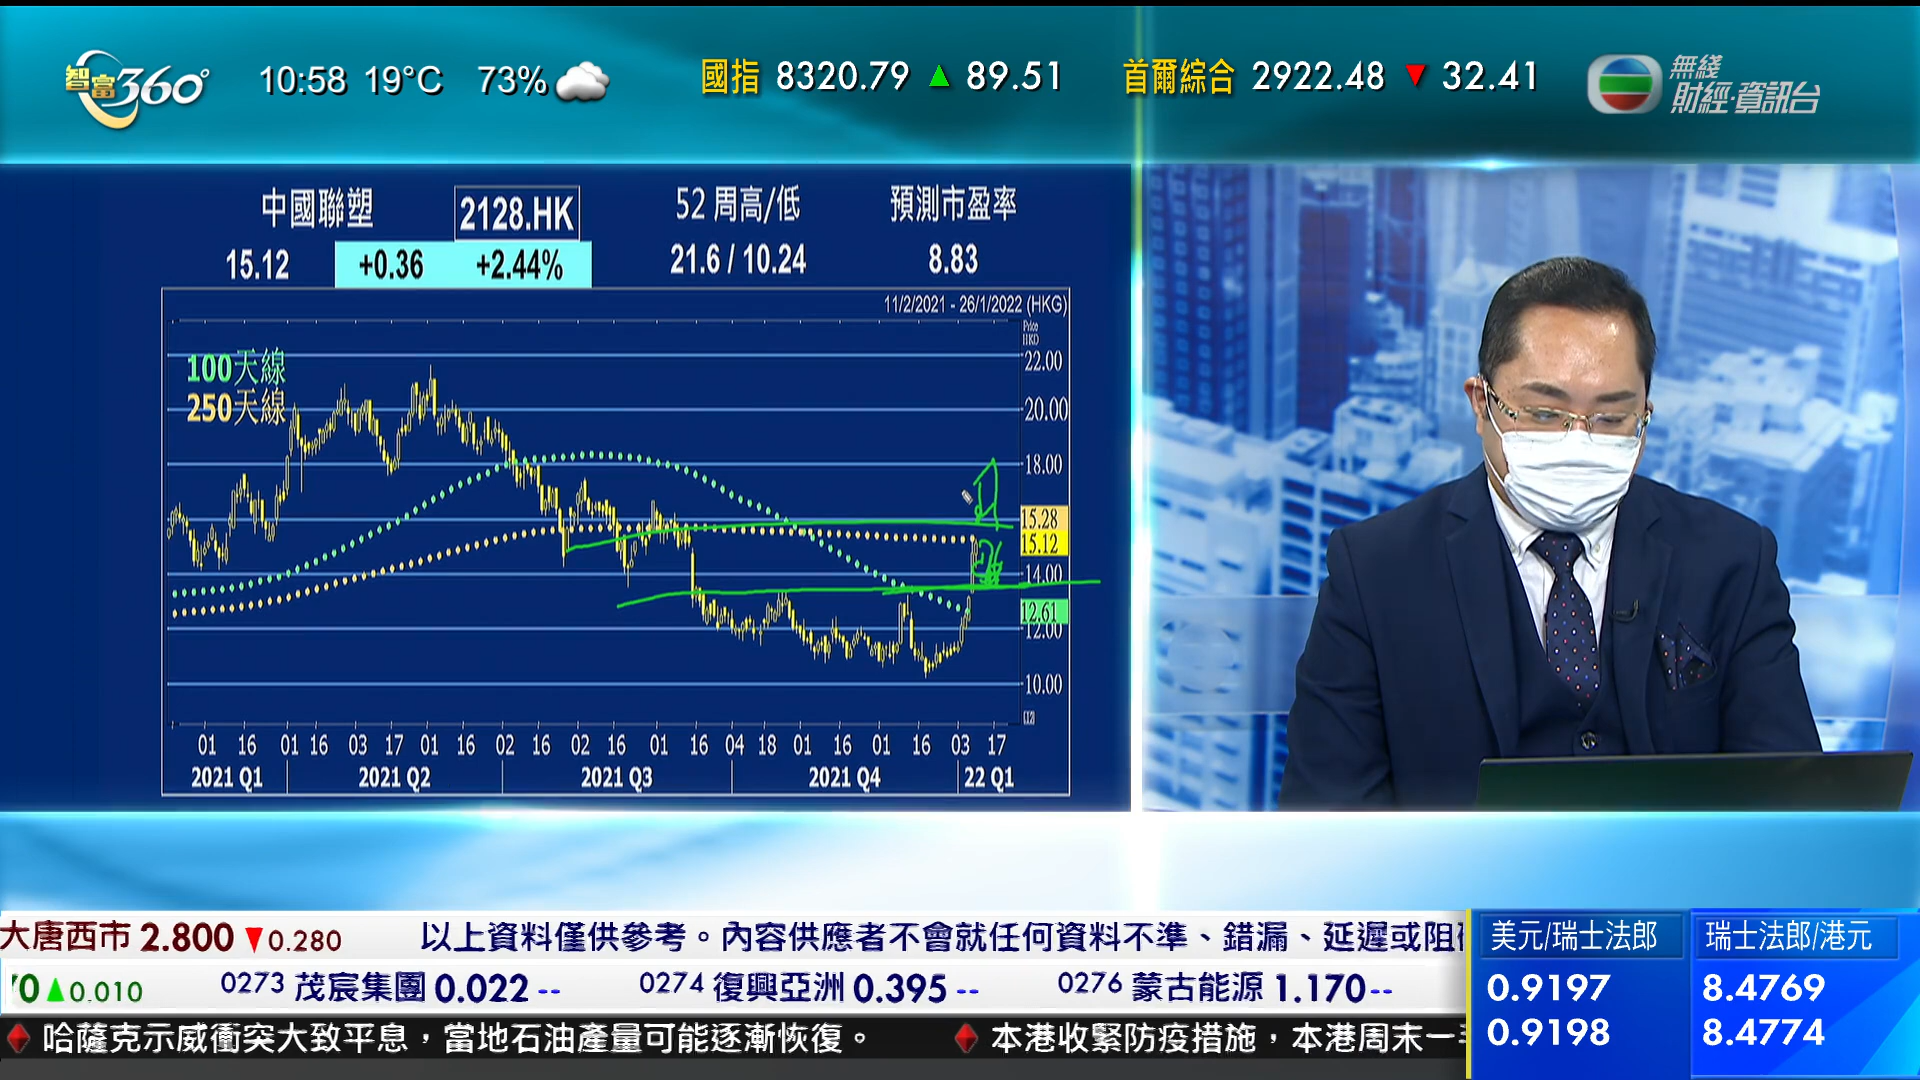 智富360°
10:58 19°C 73%
國指 8320.79 ▲ 89.51
首爾綜合 2922.48 ▼ 32.41
無綫
財經·資訊台
中國聯塑 2128.HK 52 周高/低 預測市盈率
15.12 +0.36 +2.44% 21.6 / 10.24 8.83
11/2/2021 - 26/1/2022 (HKG)
Price
HKD
100天線
250天線
22.00
20.00
18.00
15.28
15.12
14.00
12.61
12.00
10.00
01 16 01 16 03 17 01 16 02 16 02 16 01 16 04 18 01 16 01 16 03 17
2021 Q1 2021 Q2 2021 Q3 2021 Q4 22 Q1
大唐西市 2.800 ▼0.280 以上資料僅供參考。內容供應者不會就任何資料不準、錯漏、延遲或阻
0 ▲0.010 0273 茂宸集團 0.022 -- 0274 復興亞洲 0.395 -- 0276 蒙古能源 1.170--
哈薩克示威衝突大致平息，當地石油產量可能逐漸恢復。 本港收緊防疫措施，本港周末一
美元/瑞士法郎 瑞士法郎/港元
0.9197 8.4769
0.9198 8.4774